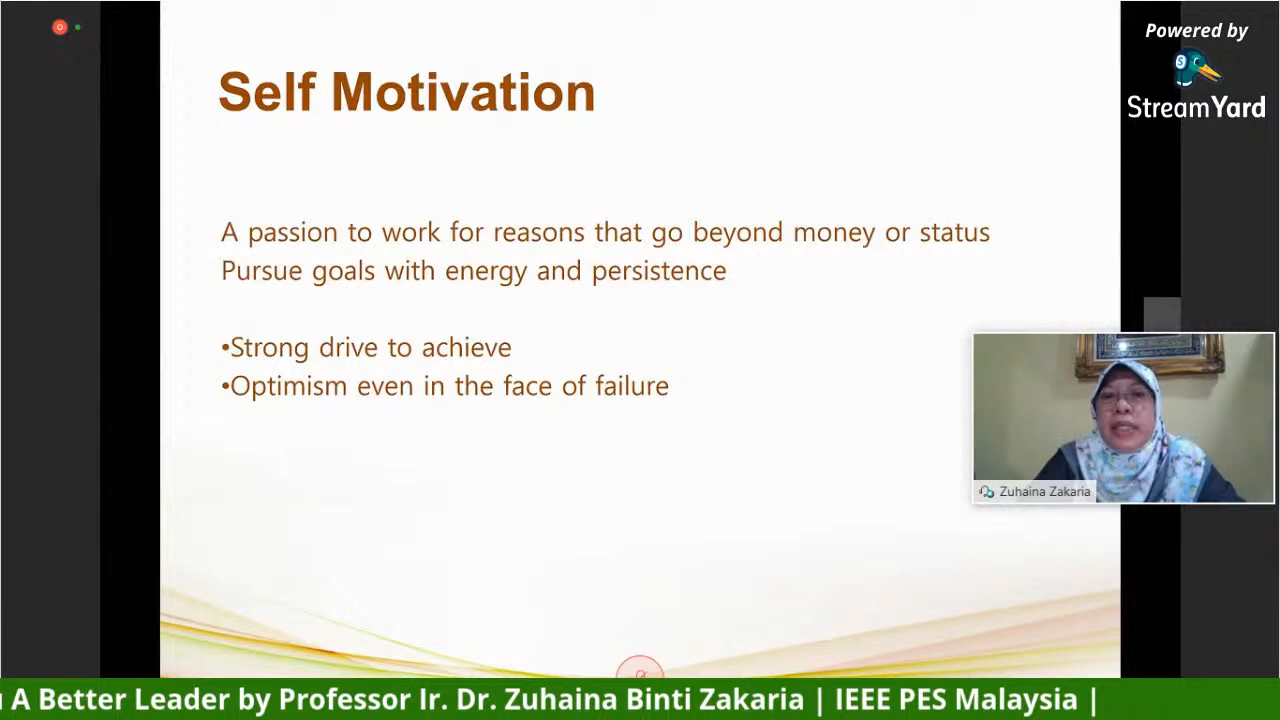 Powered by
StreamYard
Self Motivation
A passion to work for reasons that go beyond money or status
Pursue goals with energy and persistence
•Strong drive to achieve
•Optimism even in the face of failure
Zuhaina Zakaria
A Better Leader by Professor Ir. Dr. Zuhaina Binti Zakaria | IEEE PES Malaysia |